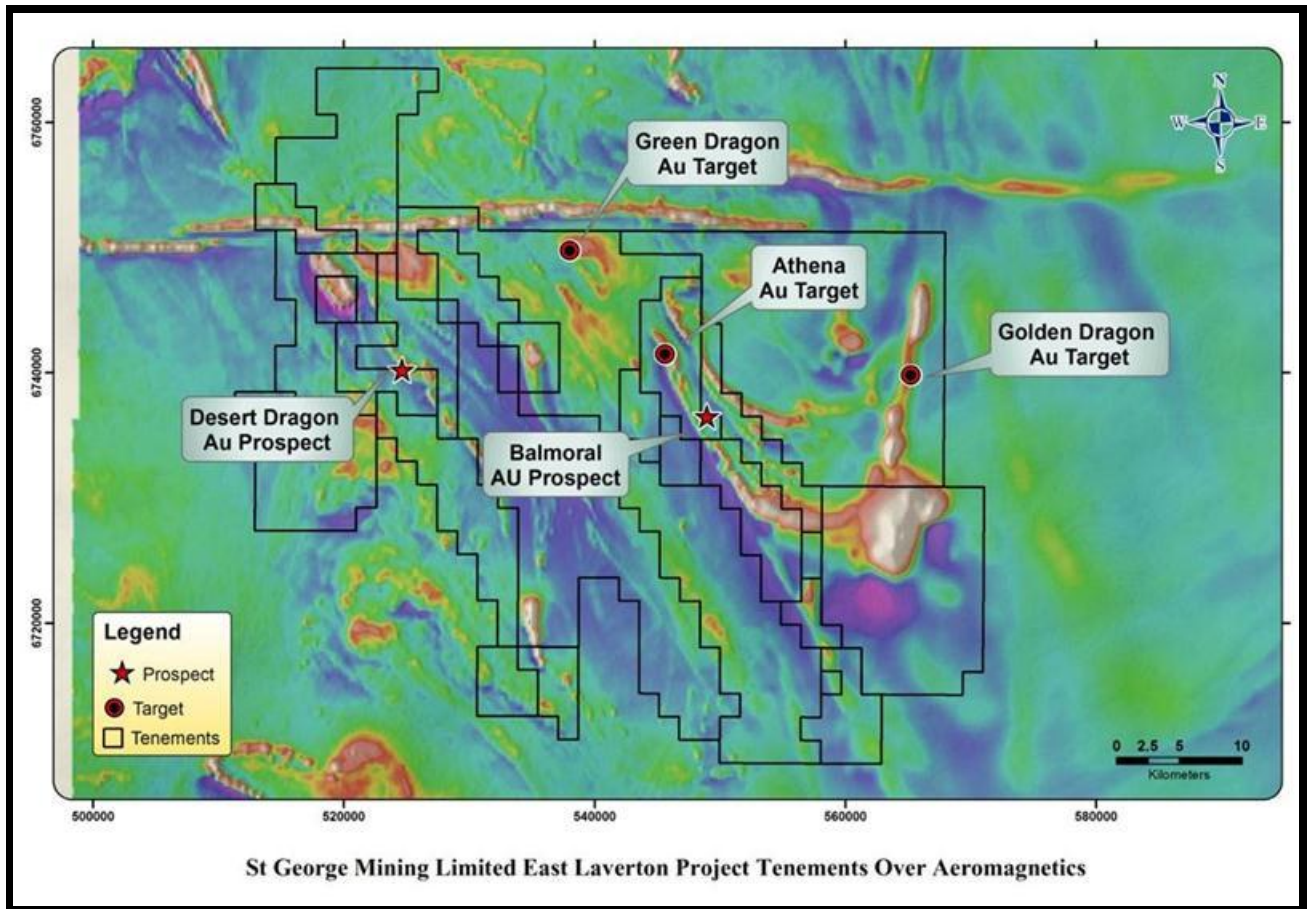 6760000
6740000
6720000
N
W E
S
Green Dragon
Au Target
Athena
Au Target
Golden Dragon
Au Target
Desert Dragon
Au Prospect
Balmoral
AU Prospect
Legend
Prospect
Target
Tenements
0 2.5 5 10
Kilometers
500000 520000 540000 560000 580000
St George Mining Limited East Laverton Project Tenements Over Aeromagnetics